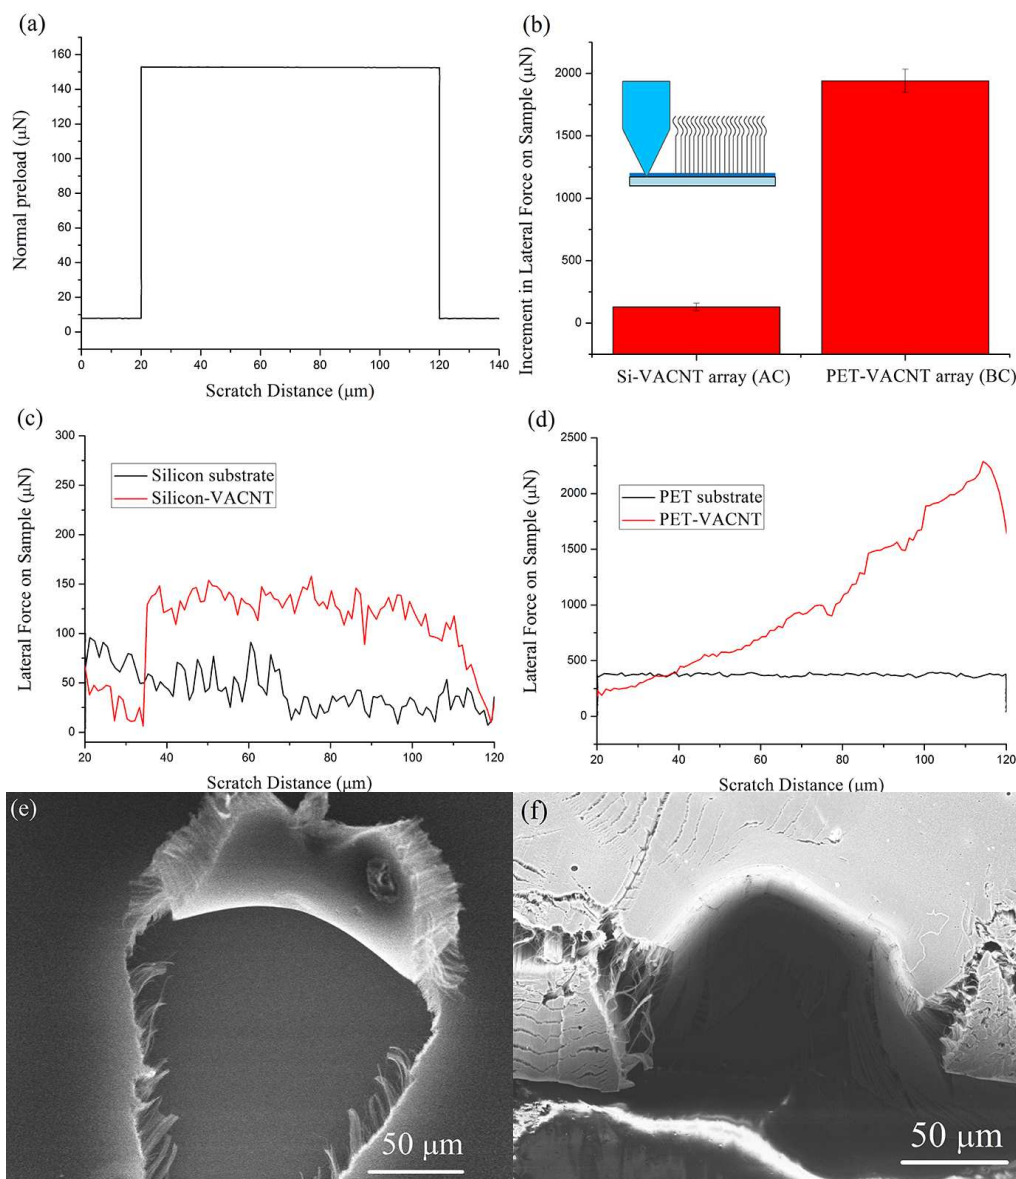 (a)
Normal preload (μN)
160
140
120
100
80
60
40
20
0
0 20 40 60 80 100 120 140
Scratch Distance (μm)
(b)
Increment in Lateral Force on Sample (μN)
2000
1500
1000
500
0
Si-VACNT array (AC) PET-VACNT array (BC)
(c)
Lateral Force on Sample (μN)
300
250
200
150
100
50
0
Silicon substrate
Silicon-VACNT
20 40 60 80 100 120
Scratch Distance (μm)
(d)
Lateral Force on Sample (μN)
2500
2000
1500
1000
500
0
PET substrate
PET-VACNT
20 40 60 80 100 120
Scratch Distance (μm)
(e)
50 μm
(f)
50 μm